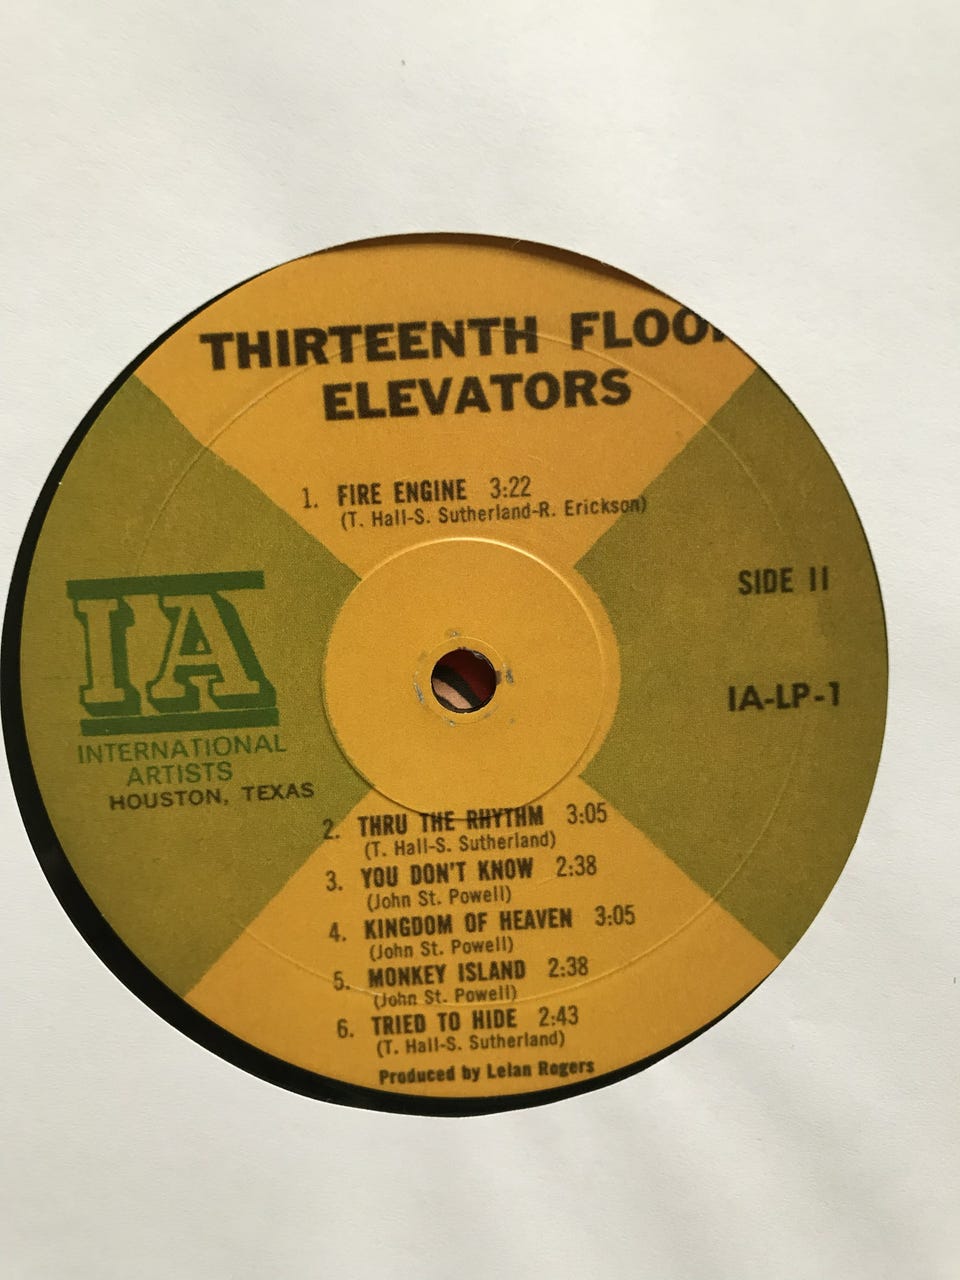 THIRTEENTH FLOOR
ELEVATORS
1. FIRE ENGINE 3:22
(T. Hall-S. Sutherland-R. Erickson)
SIDE II
IA-LP-1
IA
INTERNATIONAL
ARTISTS
HOUSTON, TEXAS
2. THRU THE RHYTHM 3:05
(T. Hall-S. Sutherland)
3. YOU DON'T KNOW 2:38
(John St. Powell)
4. KINGDOM OF HEAVEN 3:05
(John St. Powell)
5. MONKEY ISLAND 2:38
(John St. Powell)
6. TRIED TO HIDE 2:43
(T. Hall-S. Sutherland)
Produced by Lelan Rogers